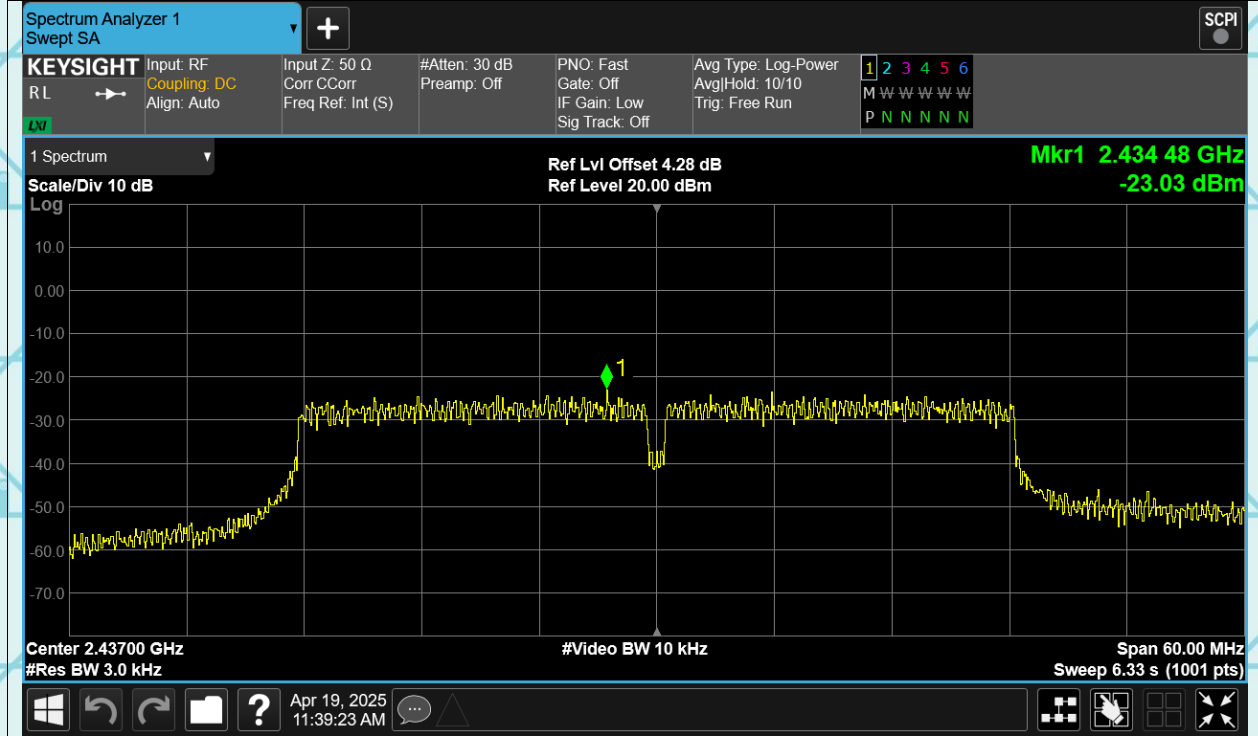 Spectrum Analyzer 1
Swept SA
SCPI
KEYSIGHT
R L
LXI
Input: RF
Coupling: DC
Align: Auto
Input Z: 50 Ω
Corr CCorr
Freq Ref: Int (S)
#Atten: 30 dB
Preamp: Off
PNO: Fast
Gate: Off
IF Gain: Low
Sig Track: Off
Avg Type: Log-Power
Avg|Hold: 10/10
Trig: Free Run
1 2 3 4 5 6
M W W W W W
P N N N N N
1 Spectrum
Scale/Div 10 dB
Log
Ref Lvl Offset 4.28 dB
Ref Level 20.00 dBm
Mkr1 2.434 48 GHz
-23.03 dBm
10.0
0.00
-10.0
-20.0
-30.0
-40.0
-50.0
-60.0
-70.0
1
Center 2.43700 GHz
#Res BW 3.0 kHz
#Video BW 10 kHz
Span 60.00 MHz
Sweep 6.33 s (1001 pts)
?
Apr 19, 2025
11:39:23 AM